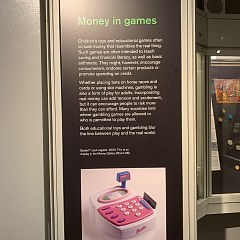 Money in games
Children's toys and educational games often
include money that resembles the real thing.
Such games are often intended to teach
saving and financial literacy, as well as basic
arithmetic. They might, however, encourage
consumerism, endorse certain products or
promote spending on cards.
Whether placing bets on horse races and
cards or using slot machines, gambling is
also a form of play for adults. Incorporating
real money can add tension and excitement,
but it can encourage people to risk more
than they can afford. Many societies limit
where gambling games are allowed or
who is permitted to play them.
Both educational toys and gambling blur
the line between play and the real world.